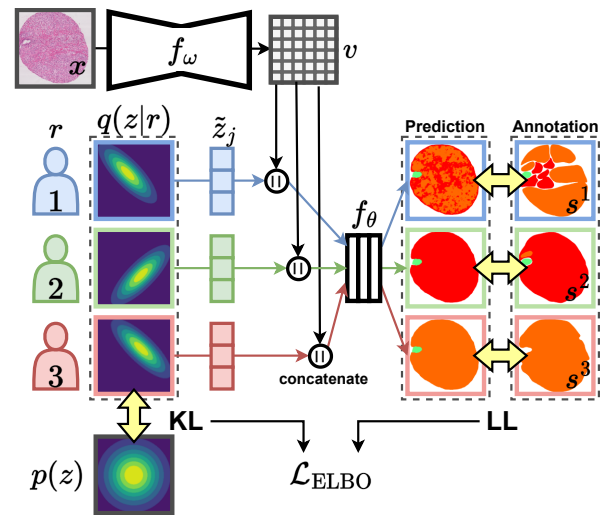 x
f_ω
v
r
q(z|r)
z̃_j
Prediction
Annotation
1
s^1
f_θ
2
s^2
3
s^3
concatenate
KL
LL
p(z)
ℒ_ELBO